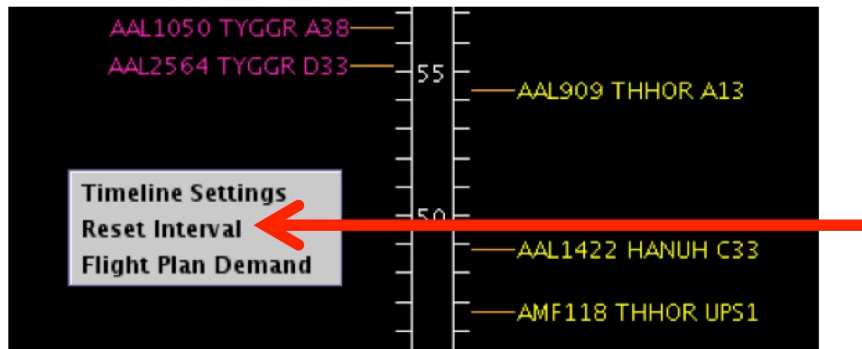 AAL1050 TYGGR A38
AAL2564 TYGGR D33
55
AAL909 THHOR A13
Timeline Settings
Reset Interval
Flight Plan Demand
50
AAL1422 HANUH C33
AMF118 THHOR UPS1